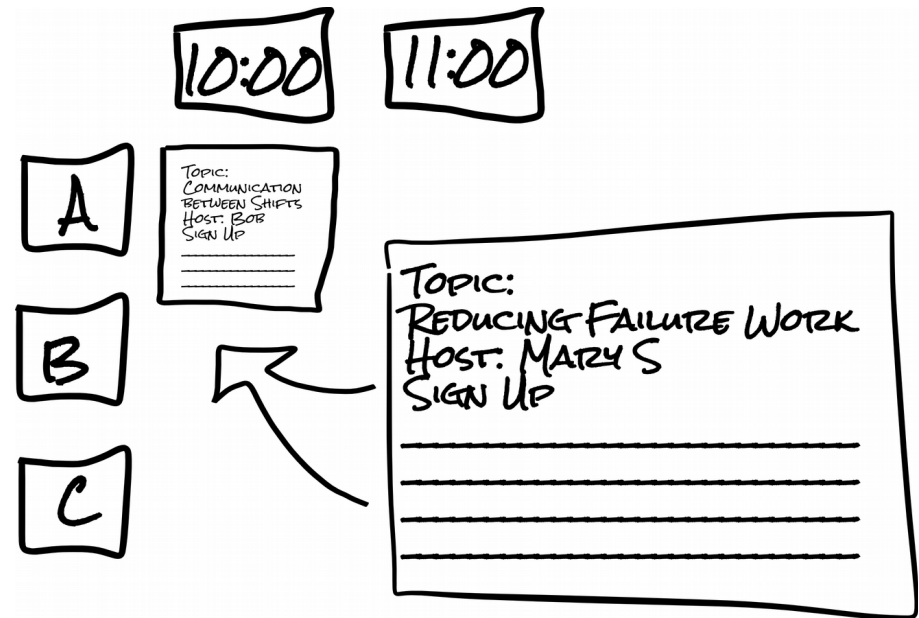 10:00
11:00
A
Topic:
Communication
between Shifts
Host: Bob
Sign Up
B
C
Topic:
Reducing Failure Work
Host: Mary S
Sign Up